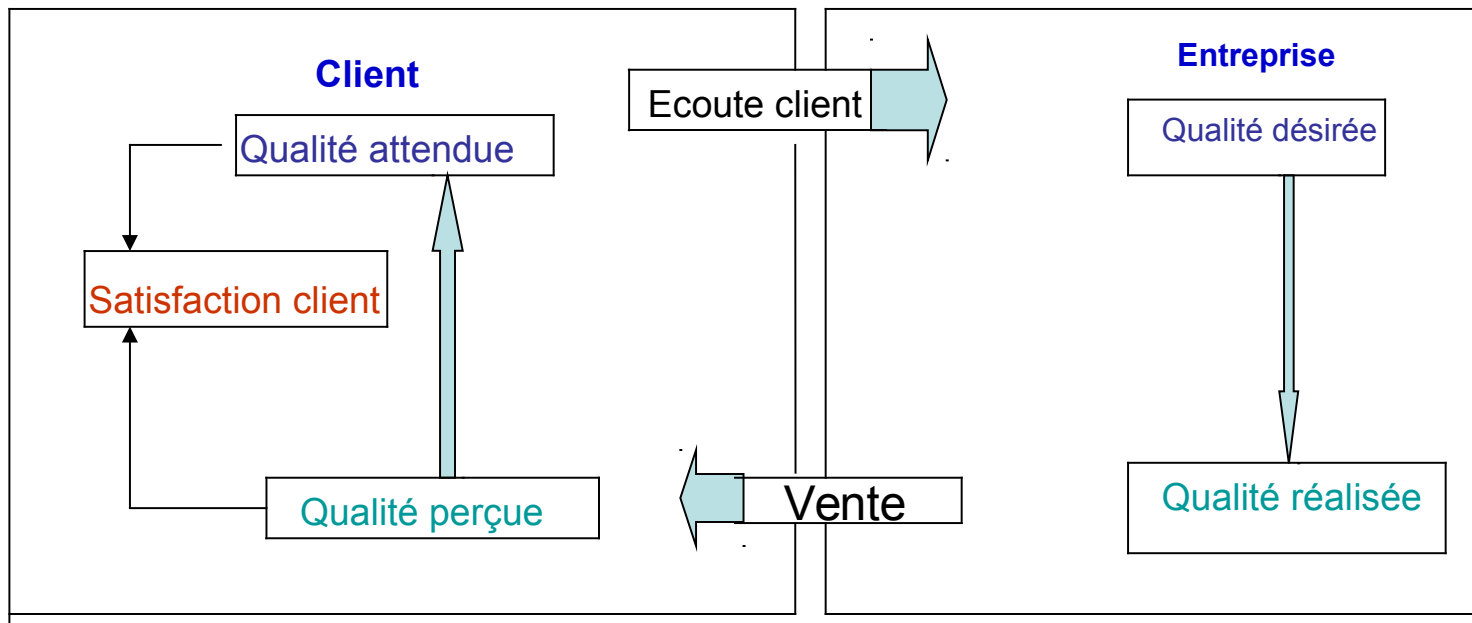 Client
Entreprise
Ecoute client
Qualité attendue
Qualité désirée
Satisfaction client
Qualité perçue
Vente
Qualité réalisée